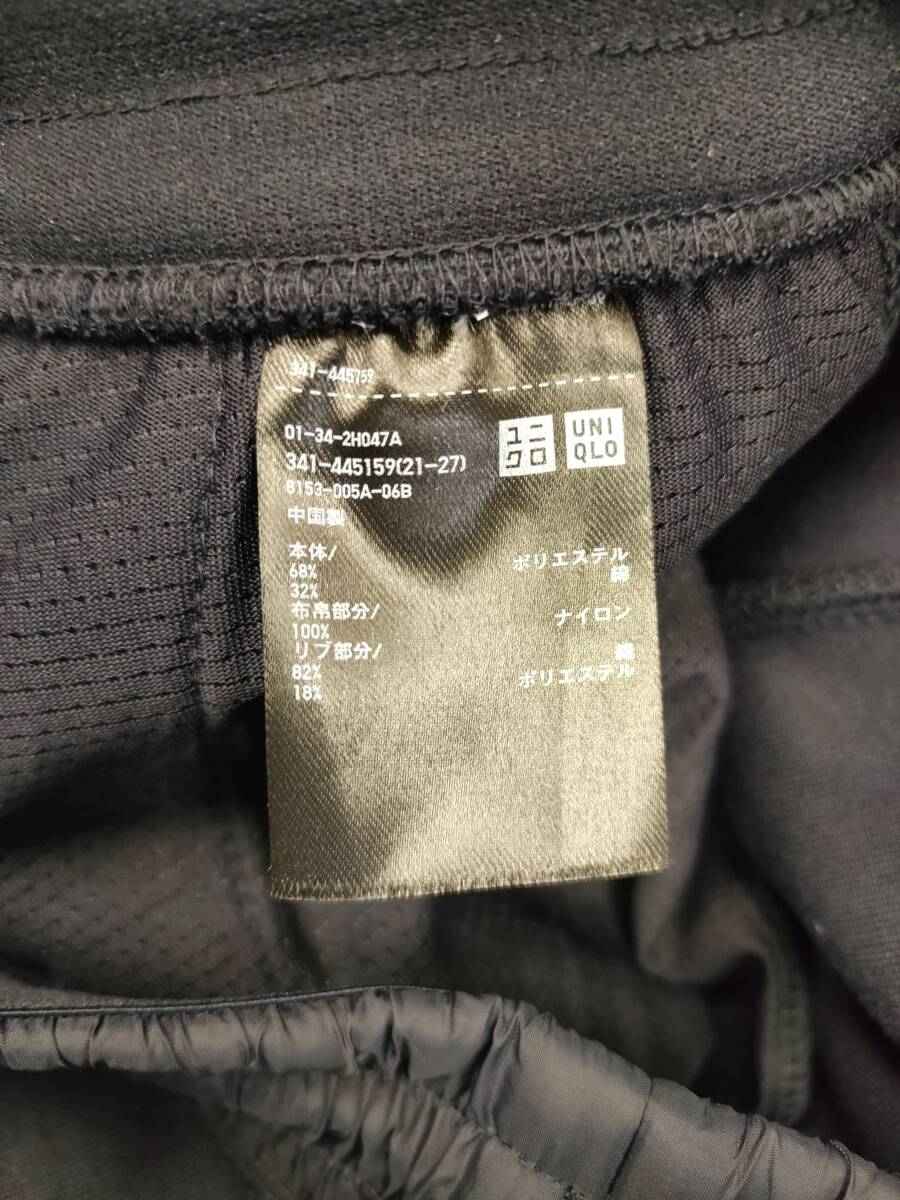 341-445159
01-34-2H047A
341-445159(21-27)
8153-005A-06B
中国製
ユニ
クロ
UNI
QLO
本体/
68% ポリエステル
32% 綿
布帛部分/
100% ナイロン
リブ部分/
82% 綿
18% ポリエステル